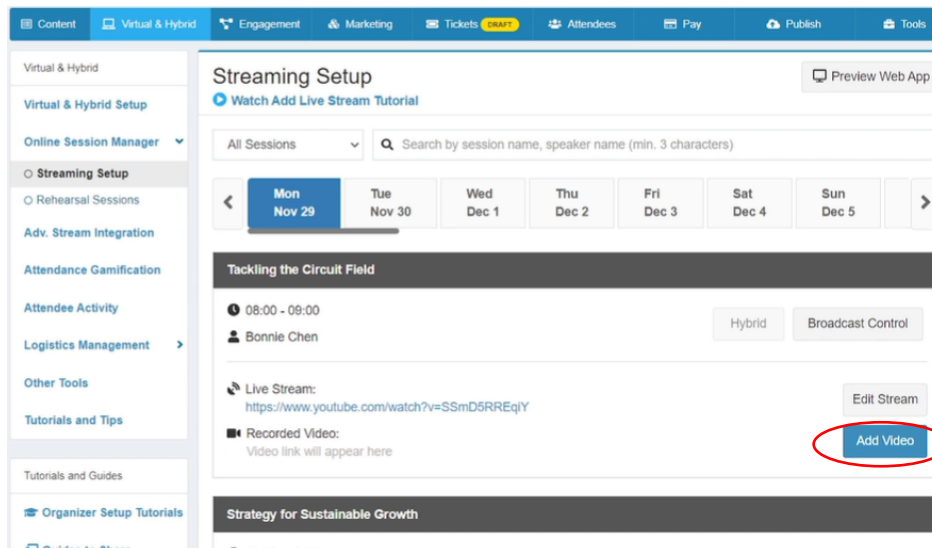 Content
Virtual & Hybrid
Engagement
Marketing
Tickets DRAFT
Attendees
Pay
Publish
Tools
Virtual & Hybrid
Virtual & Hybrid Setup
Online Session Manager
Streaming Setup
Rehearsal Sessions
Adv. Stream Integration
Attendance Gamification
Attendee Activity
Logistics Management
Other Tools
Tutorials and Tips
Tutorials and Guides
Organizer Setup Tutorials
Streaming Setup
Watch Add Live Stream Tutorial
Preview Web App
All Sessions
Search by session name, speaker name (min. 3 characters)
Mon
Nov 29
Tue
Nov 30
Wed
Dec 1
Thu
Dec 2
Fri
Dec 3
Sat
Dec 4
Sun
Dec 5
Tackling the Circuit Field
08:00 - 09:00
Bonnie Chen
Hybrid
Broadcast Control
Live Stream:
https://www.youtube.com/watch?v=SSmD5RREqiY
Edit Stream
Recorded Video:
Video link will appear here
Add Video
Strategy for Sustainable Growth